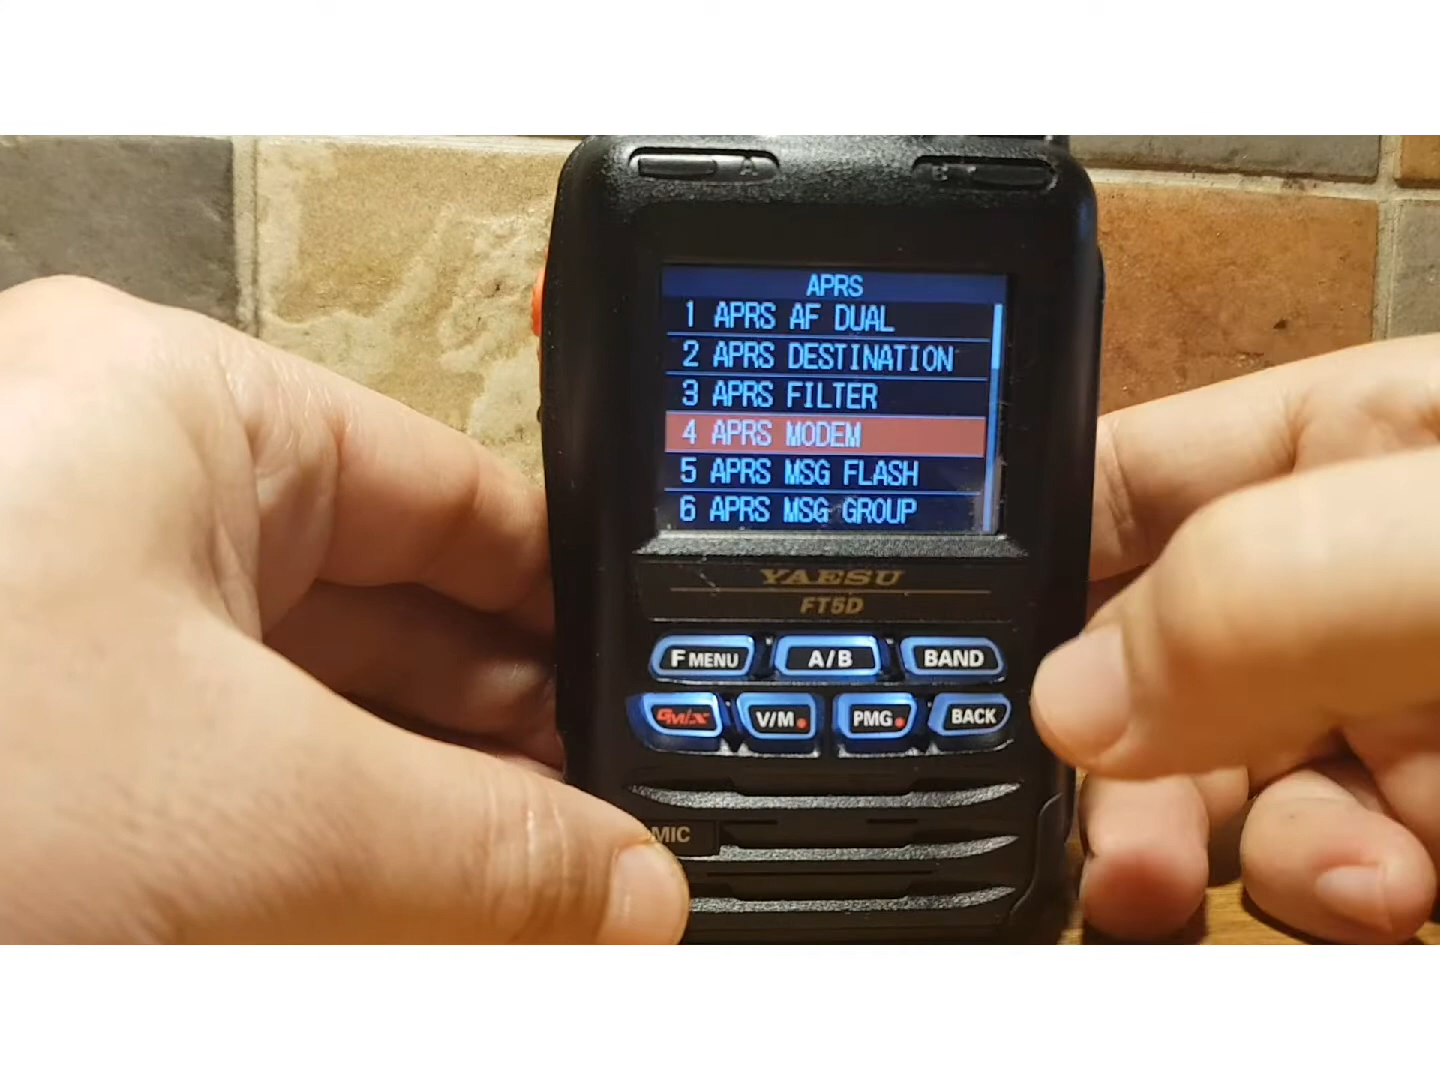 A B
APRS
1 APRS AF DUAL
2 APRS DESTINATION
3 APRS FILTER
4 APRS MODEM
5 APRS MSG FLASH
6 APRS MSG GROUP
YAESU
FT5D
F MENU A/B BAND
GM/X V/M PMG BACK
MIC